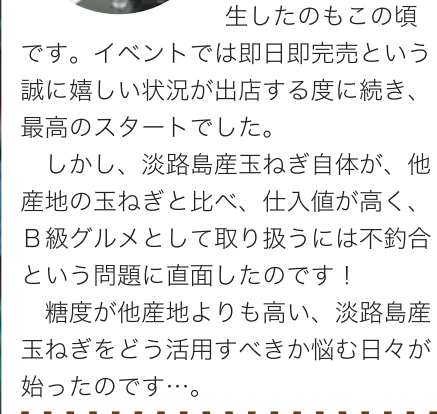 生したのもこの頃
です。イベントでは即日即完売という
誠に嬉しい状況が出店する度に続き、
最高のスタートでした。
　しかし、淡路島産玉ねぎ自体が、他
産地の玉ねぎと比べ、仕入値が高く、
Ｂ級グルメとして取り扱うには不釣合
という問題に直面したのです！
　糖度が他産地よりも高い、淡路島産
玉ねぎをどう活用すべきか悩む日々が
始ったのです…。